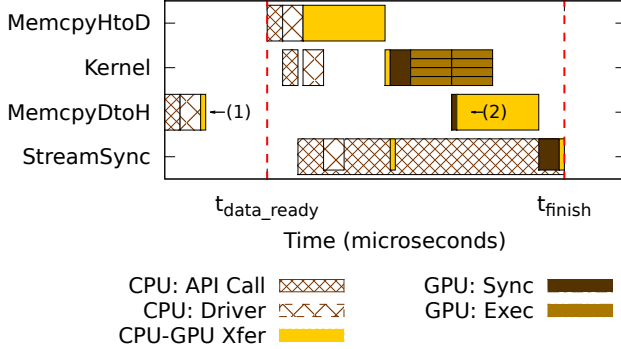 MemcpyHtoD
Kernel
MemcpyDtoH
StreamSync
(1)
(2)
t_data_ready
t_finish
Time (microseconds)
CPU: API Call
CPU: Driver
CPU-GPU Xfer
GPU: Sync
GPU: Exec